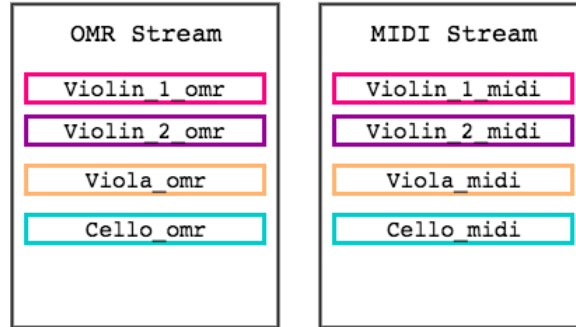 OMR Stream
Violin_1_omr
Violin_2_omr
Viola_omr
Cello_omr
MIDI Stream
Violin_1_midi
Violin_2_midi
Viola_midi
Cello_midi